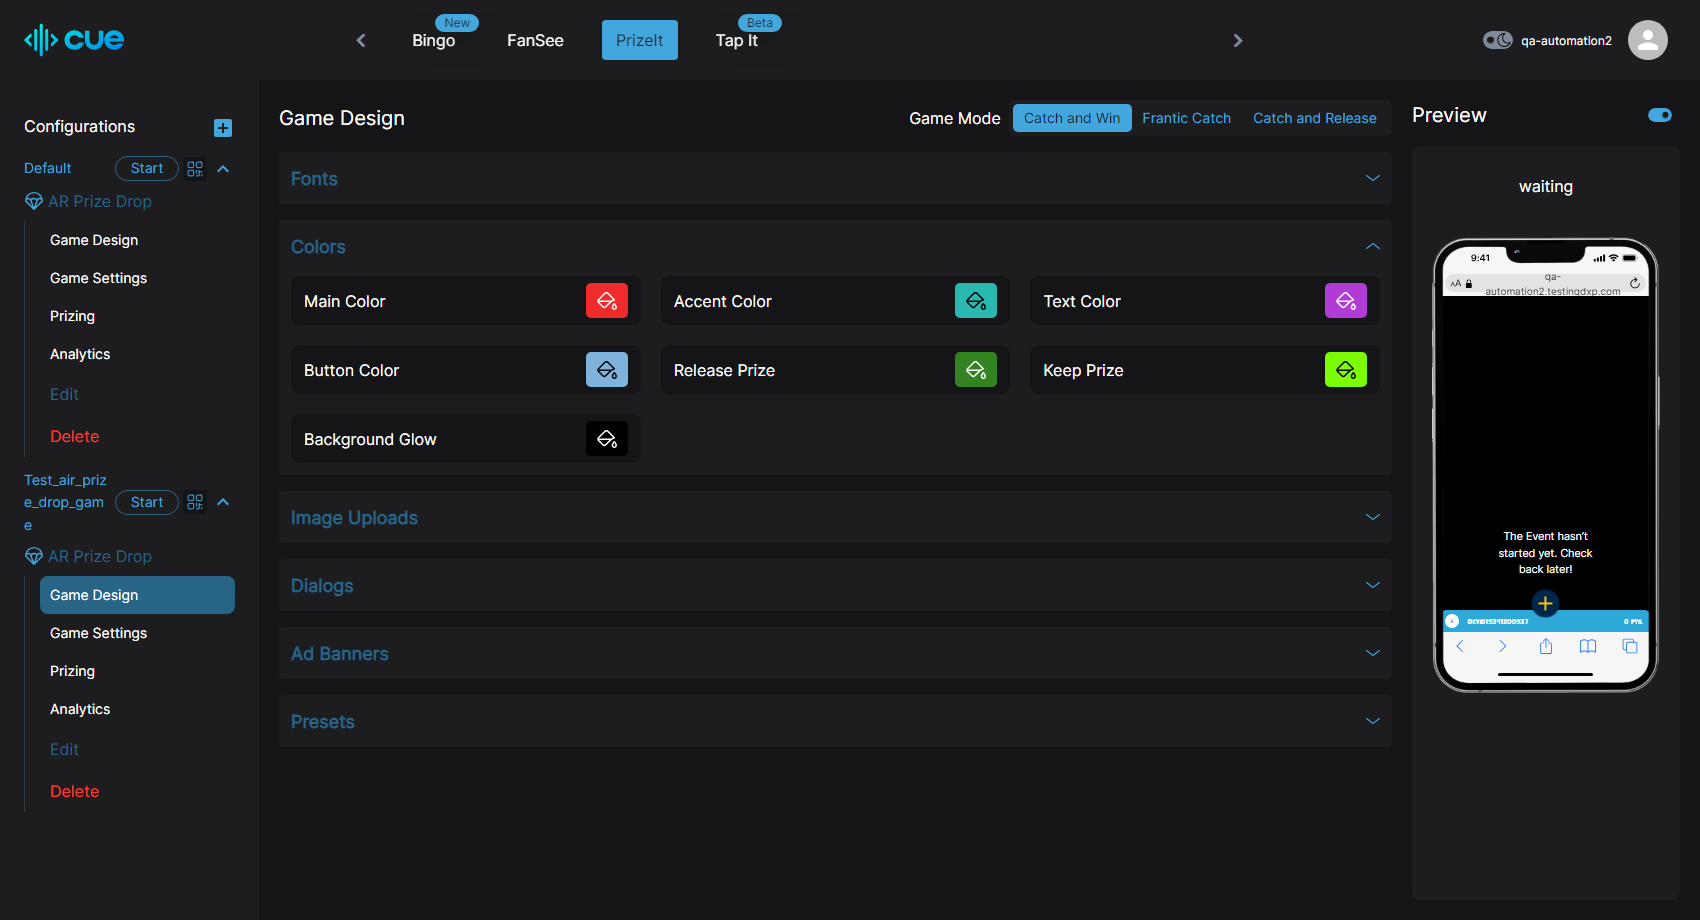 cue
New
Bingo
FanSee
PrizeIt
Beta
Tap It
qa-automation2
Configurations
Default
Start
AR Prize Drop
Game Design
Game Settings
Prizing
Analytics
Edit
Delete
Test_air_priz
e_drop_gam
e
Start
AR Prize Drop
Game Design
Game Settings
Prizing
Analytics
Edit
Delete
Game Design
Game Mode
Catch and Win
Frantic Catch
Catch and Release
Fonts
Colors
Main Color
Accent Color
Text Color
Button Color
Release Prize
Keep Prize
Background Glow
Image Uploads
Dialogs
Ad Banners
Presets
Preview
waiting
9:41
AA
qa-
automation2.testingdxp.com
The Event hasn't
started yet. Check
back later!
0 PTS.